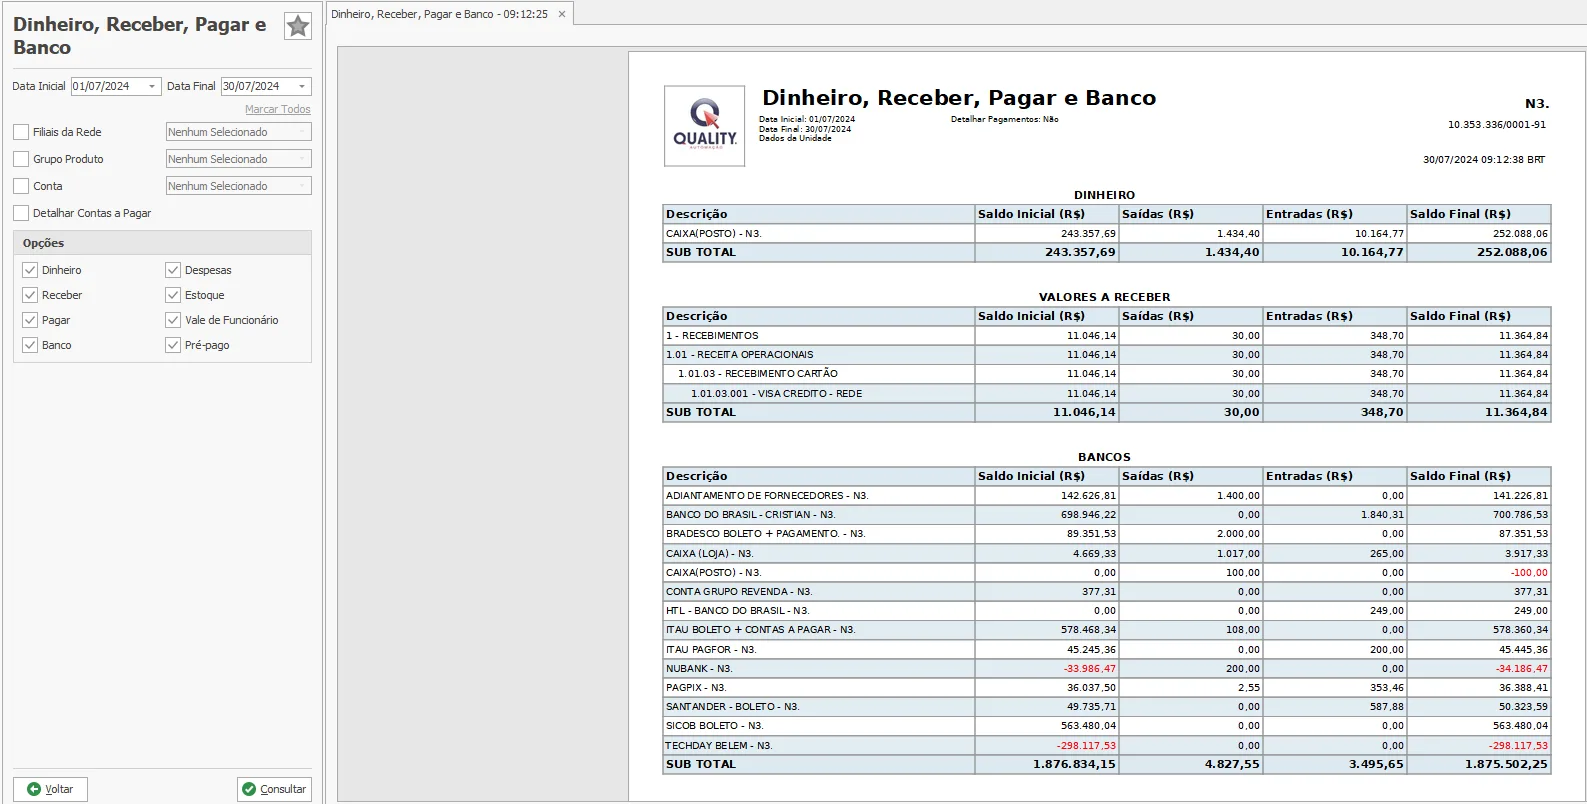 Dinheiro, Receber, Pagar e
Banco
Data Inicial 01/07/2024 Data Final 30/07/2024
Marcar Todos
Filiais da Rede Nenhum Selecionado
Grupo Produto Nenhum Selecionado
Conta Nenhum Selecionado
Detalhar Contas a Pagar
Opções
Dinheiro Despesas
Receber Estoque
Pagar Vale de Funcionário
Banco Pré-pago
Voltar Consultar
Dinheiro, Receber, Pagar e Banco - 09:12:25
QUALITY.
AUTOMAÇÃO
Dinheiro, Receber, Pagar e Banco
Data Inicial: 01/07/2024 Detalhar Pagamentos: Não
Data Final: 30/07/2024
Dados da Unidade
N3.
10.353.336/0001-91
30/07/2024 09:12:38 BRT
DINHEIRO
Descrição Saldo Inicial (R$) Saídas (R$) Entradas (R$) Saldo Final (R$)
CAIXA(POSTO) - N3. 243.357,69 1.434,40 10.164,77 252.088,06
SUB TOTAL 243.357,69 1.434,40 10.164,77 252.088,06
VALORES A RECEBER
Descrição Saldo Inicial (R$) Saídas (R$) Entradas (R$) Saldo Final (R$)
1 - RECEBIMENTOS 11.046,14 30,00 348,70 11.364,84
1.01 - RECEITA OPERACIONAIS 11.046,14 30,00 348,70 11.364,84
1.01.03 - RECEBIMENTO CARTÃO 11.046,14 30,00 348,70 11.364,84
1.01.03.001 - VISA CREDITO - REDE 11.046,14 30,00 348,70 11.364,84
SUB TOTAL 11.046,14 30,00 348,70 11.364,84
BANCOS
Descrição Saldo Inicial (R$) Saídas (R$) Entradas (R$) Saldo Final (R$)
ADIANTAMENTO DE FORNECEDORES - N3. 142.626,81 1.400,00 0,00 141.226,81
BANCO DO BRASIL - CRISTIAN - N3. 698.946,22 0,00 1.840,31 700.786,53
BRADESCO BOLETO + PAGAMENTO. - N3. 89.351,53 2.000,00 0,00 87.351,53
CAIXA (LOJA) - N3. 4.669,33 1.017,00 265,00 3.917,33
CAIXA(POSTO) - N3. 0,00 100,00 0,00 -100,00
CONTA GRUPO REVENDA - N3. 377,31 0,00 0,00 377,31
HTL - BANCO DO BRASIL - N3. 0,00 0,00 249,00 249,00
ITAU BOLETO + CONTAS A PAGAR - N3. 578.468,34 108,00 0,00 578.360,34
ITAU PAGFOR - N3. 45.245,36 0,00 200,00 45.445,36
NUBANK - N3. -33.986,47 200,00 0,00 -34.186,47
PAGPIX - N3. 36.037,50 2,55 353,46 36.388,41
SANTANDER - BOLETO - N3. 49.735,71 0,00 587,88 50.323,59
SICOB BOLETO - N3. 563.480,04 0,00 0,00 563.480,04
TECHDAY BELEM - N3. -298.117,53 0,00 0,00 -298.117,53
SUB TOTAL 1.876.834,15 4.827,55 3.495,65 1.875.502,25